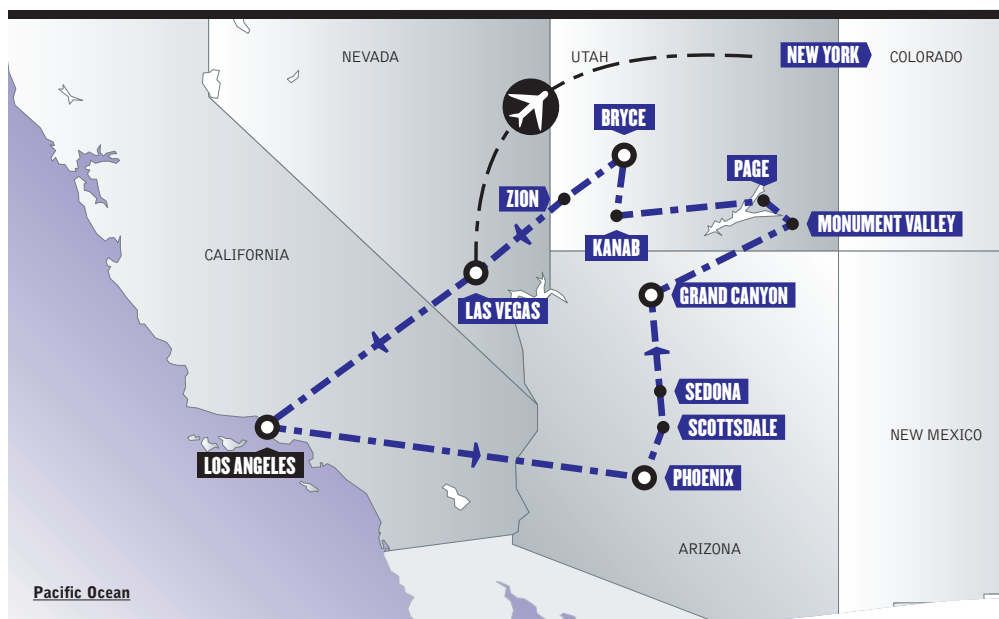 NEW YORK
NEVADA
UTAH
COLORADO
BRYCE
PAGE
ZION
MONUMENT VALLEY
KANAB
CALIFORNIA
GRAND CANYON
LAS VEGAS
SEDONA
SCOTTSDALE
NEW MEXICO
LOS ANGELES
PHOENIX
ARIZONA
Pacific Ocean